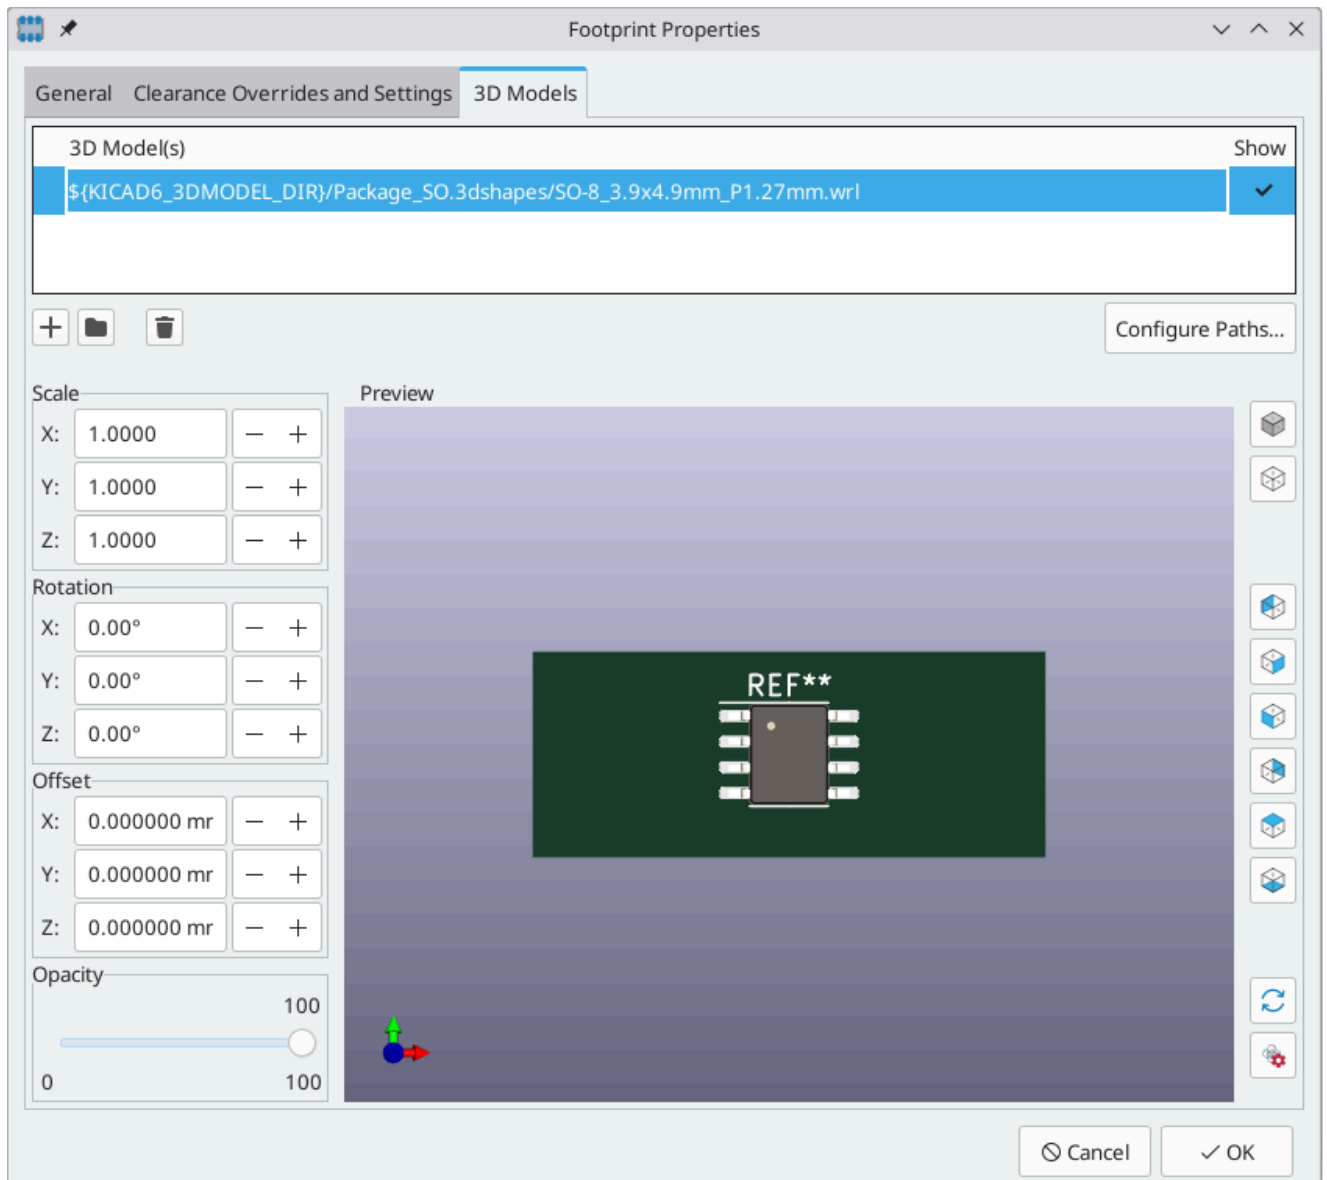 Footprint Properties
General Clearance Overrides and Settings 3D Models
3D Model(s) Show
${KICAD6_3DMODEL_DIR}/Package_SO.3dshapes/SO-8_3.9x4.9mm_P1.27mm.wrl
Configure Paths...
Scale
X: 1.0000
Y: 1.0000
Z: 1.0000
Rotation
X: 0.00°
Y: 0.00°
Z: 0.00°
Offset
X: 0.000000 mr
Y: 0.000000 mr
Z: 0.000000 mr
Opacity
100
0 100
Preview
REF**
Cancel OK